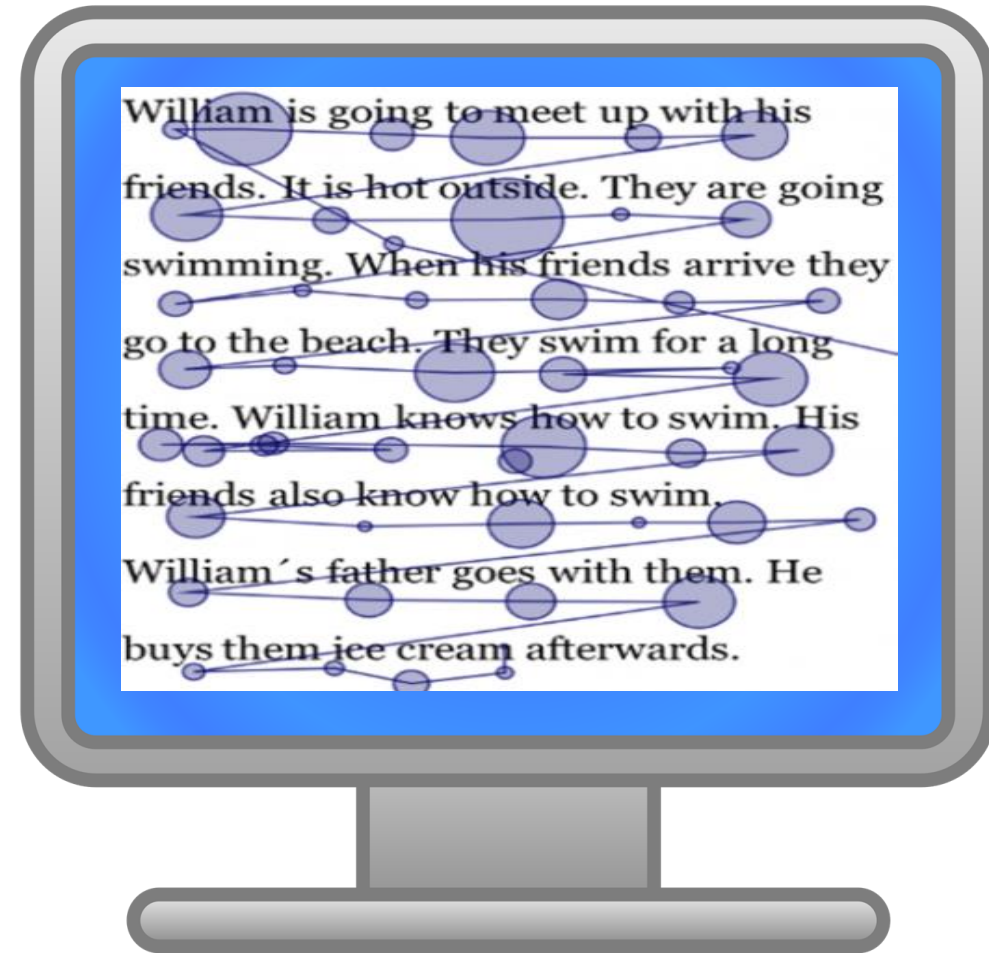 William is going to meet up with his
friends. It is hot outside. They are going
swimming. When his friends arrive they
go to the beach. They swim for a long
time. William knows how to swim. His
friends also know how to swim.
William´s father goes with them. He
buys them ice cream afterwards.